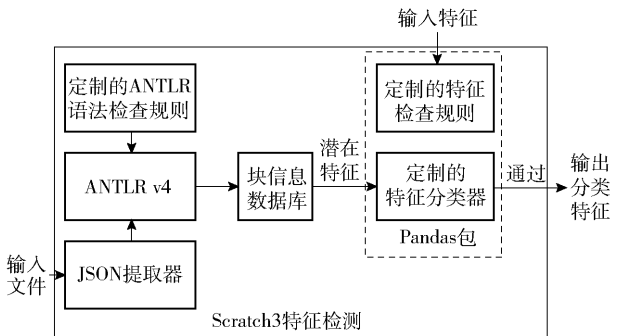 输入特征
定制的ANTLR
语法检查规则
定制的特征
检查规则
潜在
特征
ANTLR v4
块信息
数据库
定制的
特征分类器
通过
输出
分类
特征
Pandas包
输入
文件
JSON提取器
Scratch3特征检测